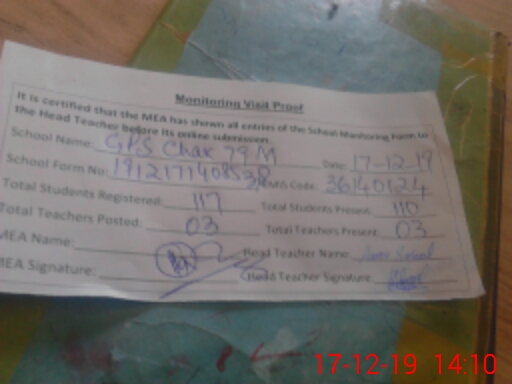 Monitoring Visit Proof
It is certified that the MEA has shown all entries of the School Monitoring Form to
the Head Teacher before its online submission.
School Name: GPS Chak 79 M Date: 17-12-19
School Form No: EMIS Code: 36140124
Total Students Registered: 117 Total Students Present: 110
Total Teachers Posted: 03 Total Teachers Present: 03
MEA Name: Head Teacher Name:
MEA Signature: Head Teacher Signature:
17-12-19 14:10